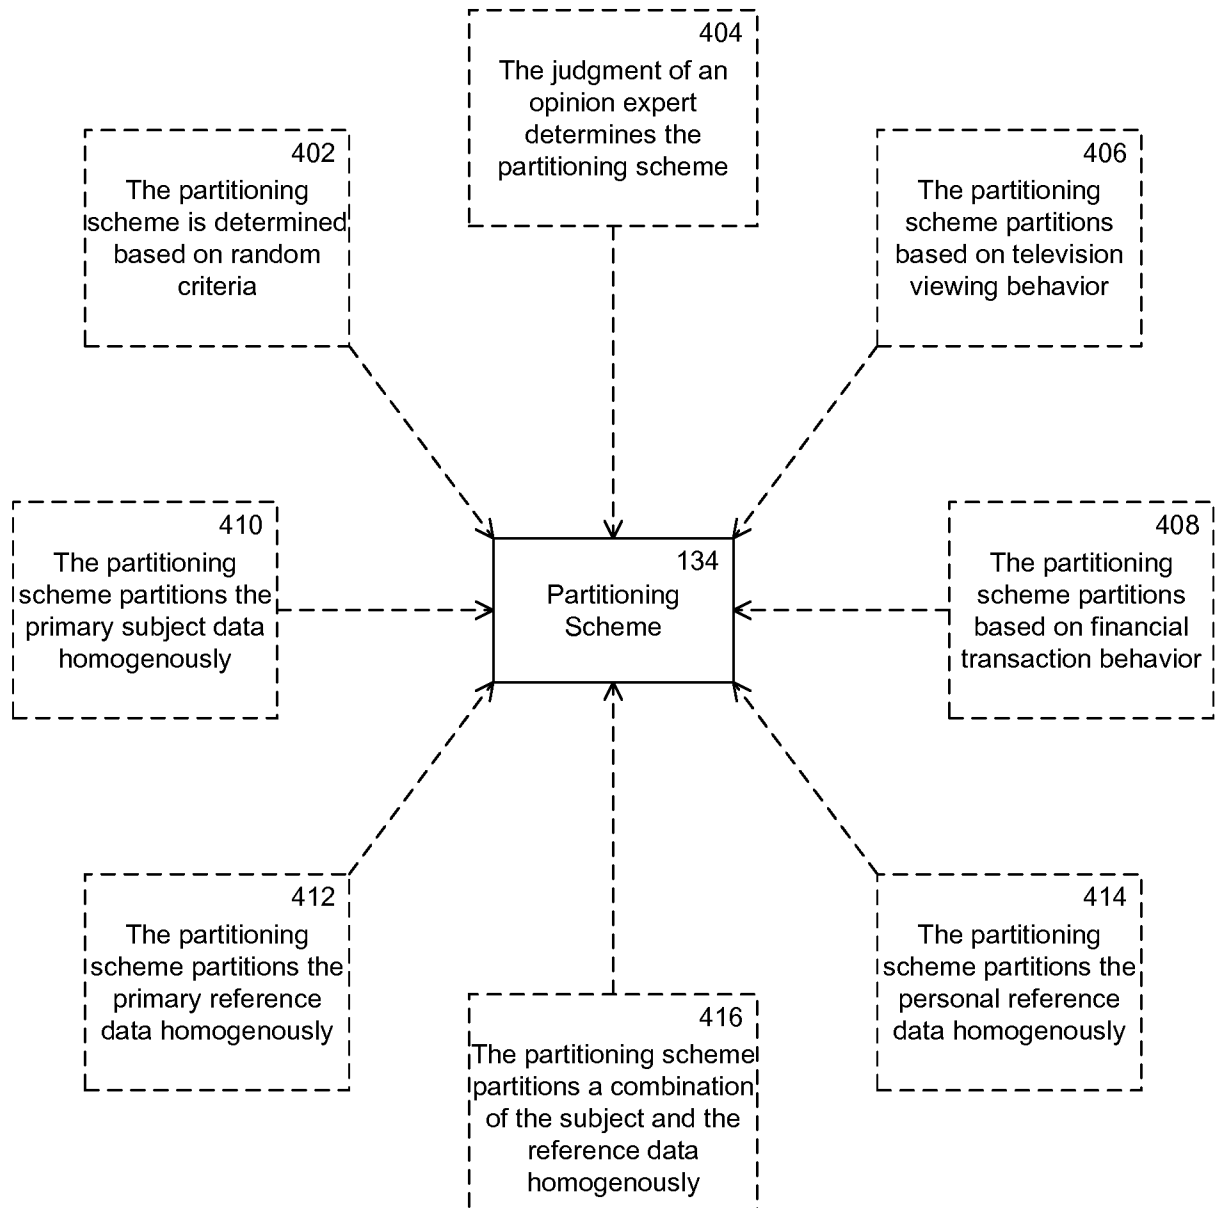 404
The judgment of an
opinion expert
determines the
partitioning scheme
402
The partitioning
scheme is determined
based on random
criteria
406
The partitioning
scheme partitions
based on television
viewing behavior
410
The partitioning
scheme partitions the
primary subject data
homogenously
134
Partitioning
Scheme
408
The partitioning
scheme partitions
based on financial
transaction behavior
412
The partitioning
scheme partitions the
primary reference
data homogenously
416
The partitioning scheme
partitions a combination
of the subject and the
reference data
homogenously
414
The partitioning
scheme partitions the
personal reference
data homogenously